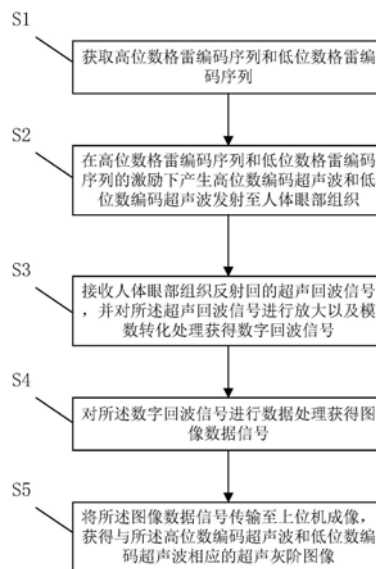 S1
获取高位数格雷编码序列和低位数格雷编
码序列
S2
在高位数格雷编码序列和低位数格雷编码
序列的激励下产生高位数编码超声波和低
位数编码超声波发射至人体眼部组织
S3
接收人体眼部组织反射回的超声回波信号
，并对所述超声回波信号进行放大以及模
数转化处理获得数字回波信号
S4
对所述数字回波信号进行数据处理获得图
像数据信号
S5
将所述图像数据信号传输至上位机成像，
获得与所述高位数编码超声波和低位数编
码超声波相应的超声灰阶图像